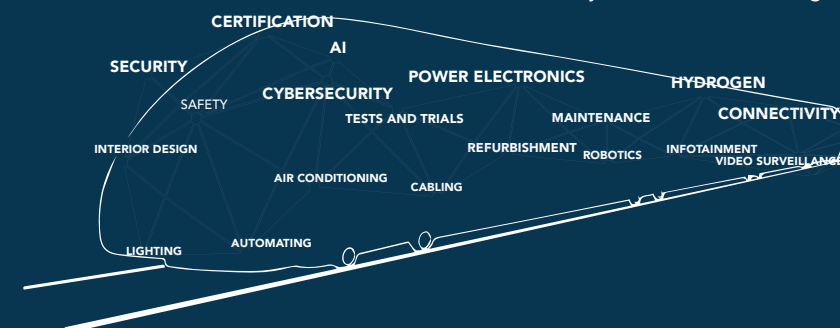 CERTIFICATION
AI
SECURITY
POWER ELECTRONICS
HYDROGEN
CYBERSECURITY
SAFETY
CONNECTIVITY
TESTS AND TRIALS
MAINTENANCE
INTERIOR DESIGN
REFURBISHMENT
ROBOTICS
INFOTAINMENT
VIDEO SURVEILLANCE
AIR CONDITIONING
CABLING
AUTOMATING
LIGHTING